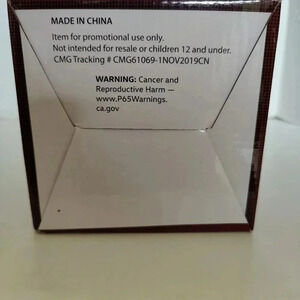 MADE IN CHINA
Item for promotional use only.
Not intended for resale or children 12 and under.
CMG Tracking # CMG61069-1NOV2019CN
WARNING: Cancer and
Reproductive Harm —
www.P65Warnings.
ca.gov